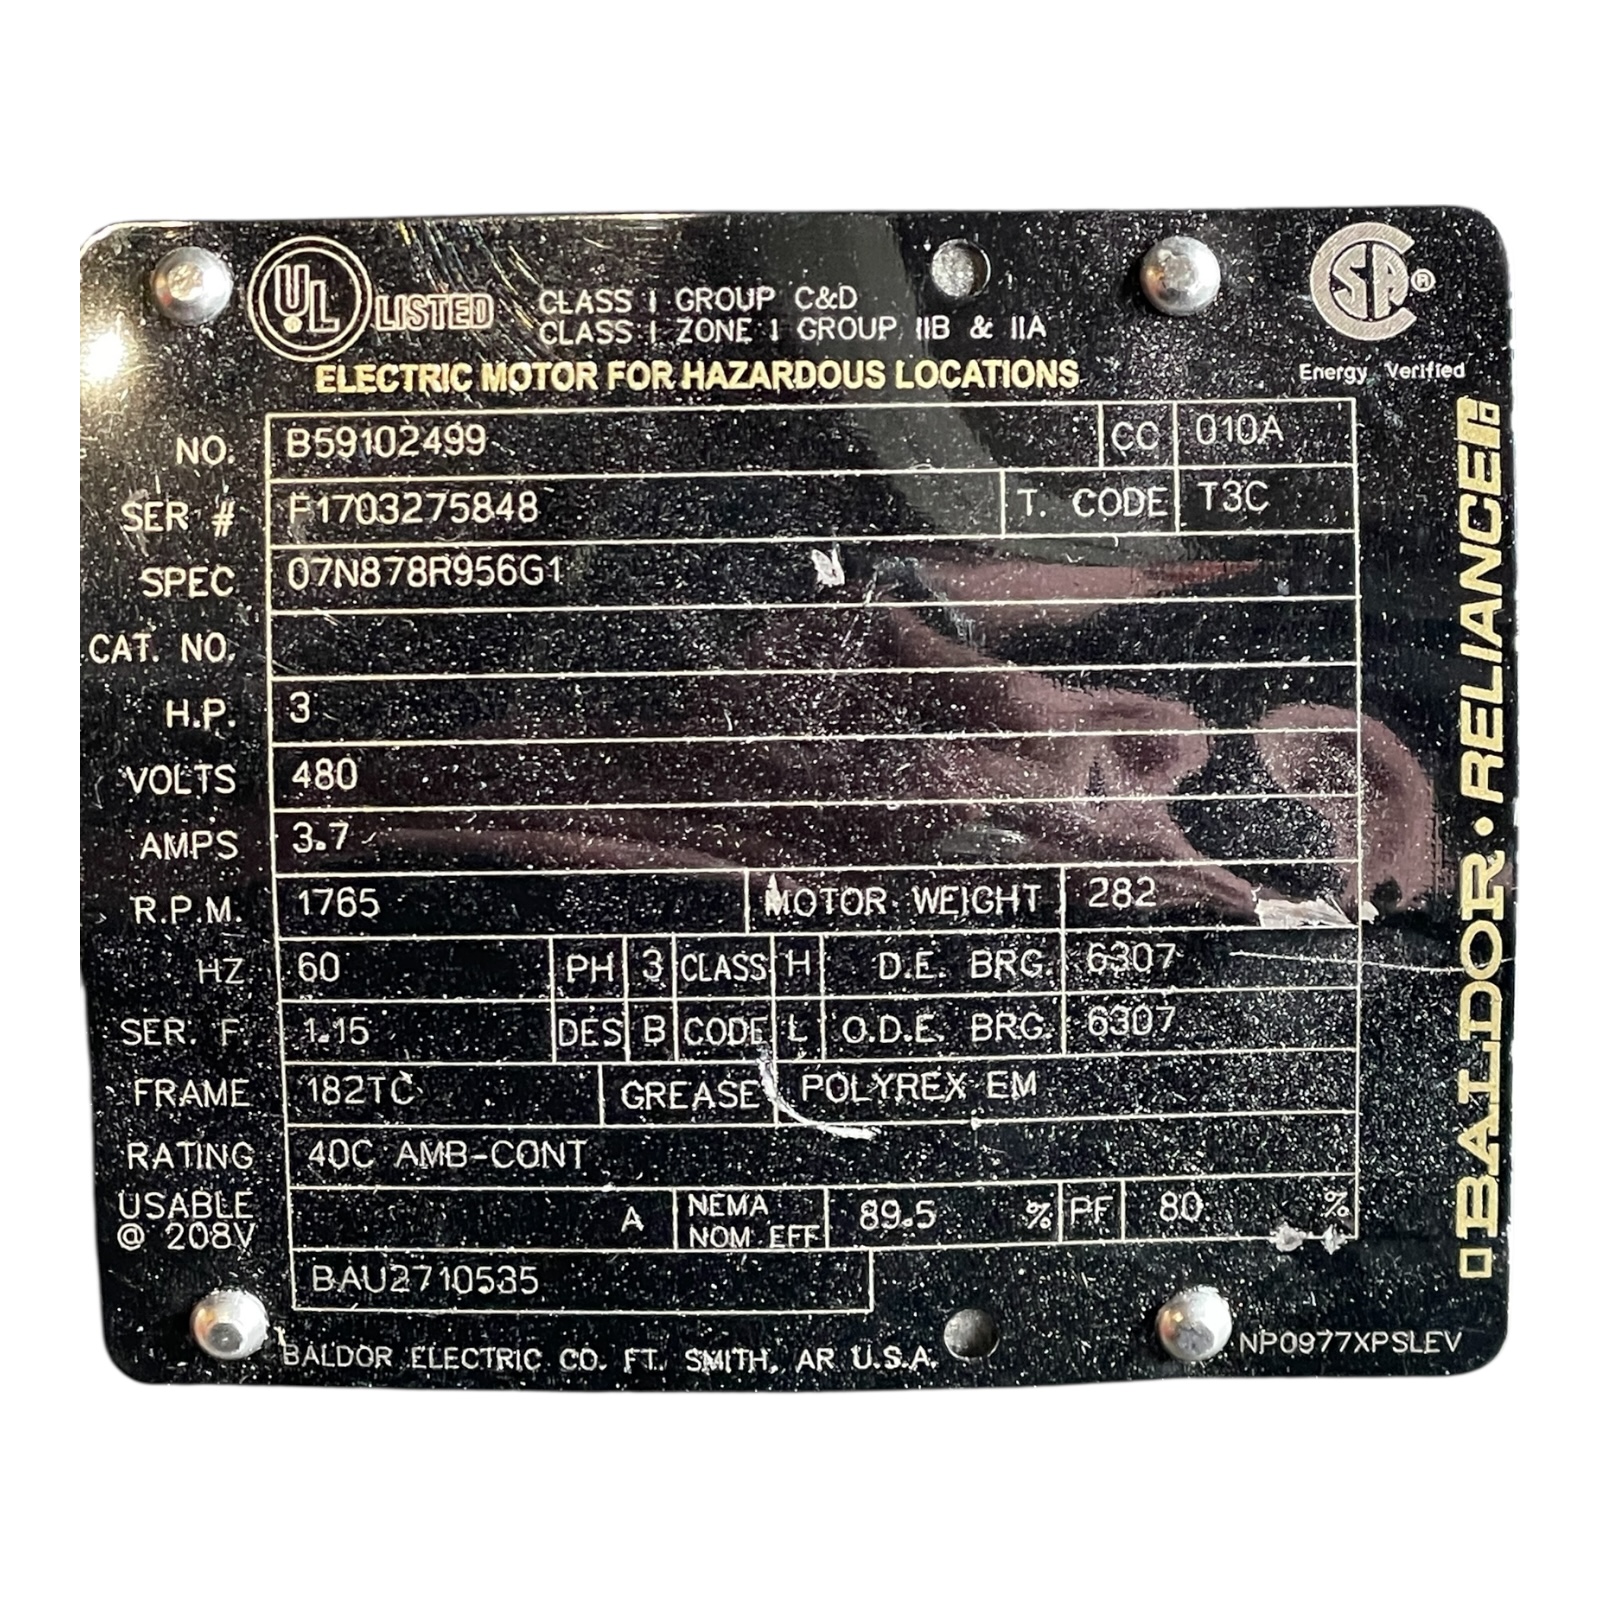 UL LISTED CLASS I GROUP C&D
CLASS I ZONE 1 GROUP IIB & IIA
SA ®
Energy Verified
ELECTRIC MOTOR FOR HAZARDOUS LOCATIONS
NO. B59102499 CC 010A
SER # F1703275848 T. CODE T3C
SPEC 07N878R956G1
CAT. NO.
H.P. 3
VOLTS 480
AMPS 3.7
R.P.M. 1765 MOTOR WEIGHT 282
HZ 60 PH 3 CLASS H D.E. BRG. 6307
SER. F. 1.15 DES B CODE L O.D.E. BRG. 6307
FRAME 182TC GREASE POLYREX EM
RATING 40C AMB-CONT
USABLE @ 208V A NEMA NOM EFF 89.5 % PF 80 %
BAU2710535
BALDOR ELECTRIC CO. FT. SMITH, AR U.S.A.
NP0977XPSLEV
BALDOR • RELIANCE